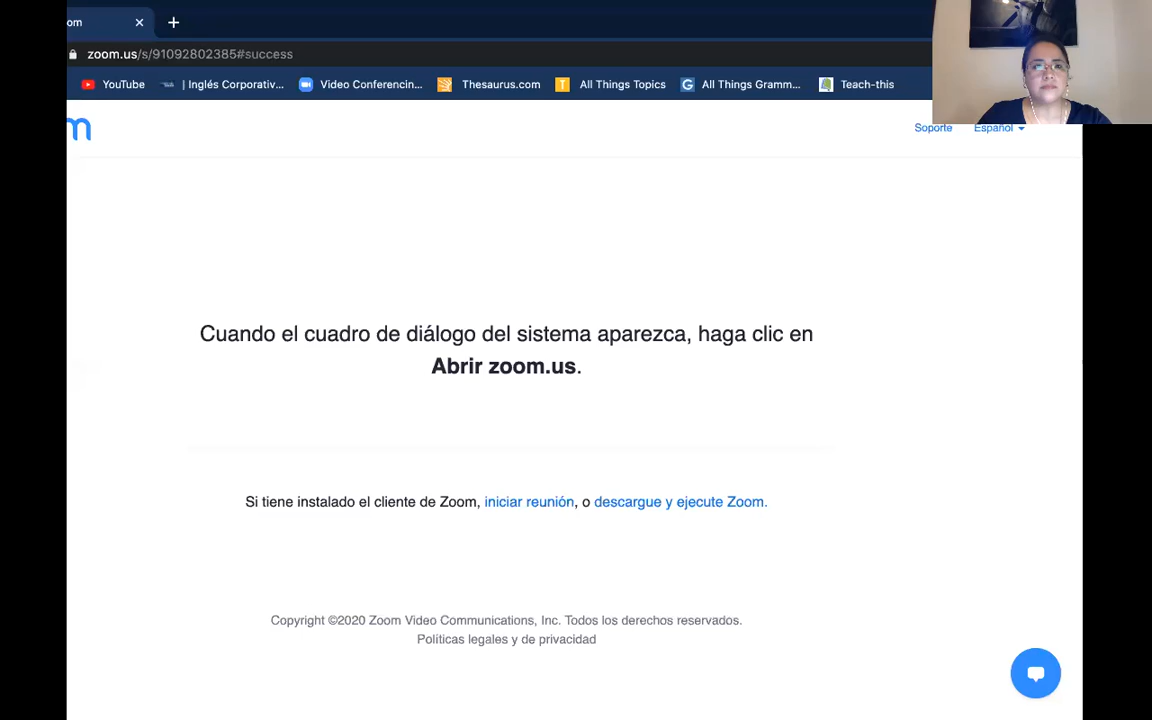 om
zoom.us/s/91092802385#success
YouTube | Inglés Corporativ... Video Conferencin... Thesaurus.com All Things Topics All Things Gramm... Teach-this
m
Soporte Español
Cuando el cuadro de diálogo del sistema aparezca, haga clic en
Abrir zoom.us.
Si tiene instalado el cliente de Zoom, iniciar reunión, o descargue y ejecute Zoom.
Copyright ©2020 Zoom Video Communications, Inc. Todos los derechos reservados.
Políticas legales y de privacidad